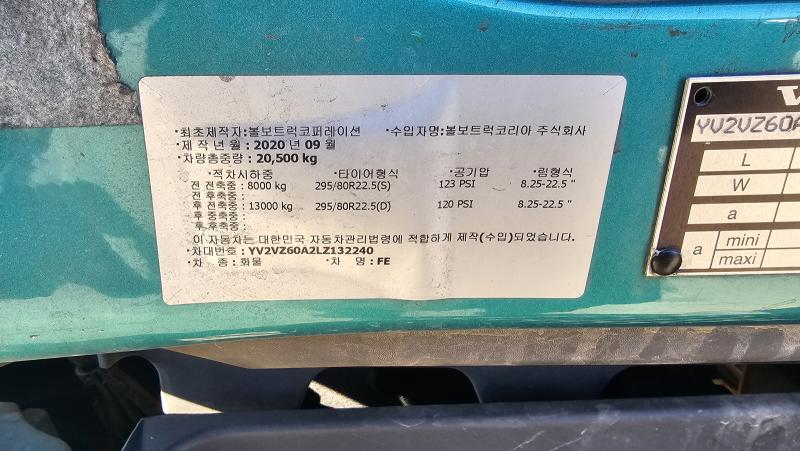 ·최초제작자:볼보트럭코퍼레이션 ·수입자명:볼보트럭코리아 주식회사
·제 작 년 월 : 2020 년 09 월
·차량총중량 : 20,500 kg
·적차시하중 ·타이어형식 ·공기압 ·림형식
전 전축중 : 8000 kg 295/80R22.5(S) 123 PSI 8.25-22.5 "
전 후축중 :
후 전축중 : 13000 kg 295/80R22.5(D) 120 PSI 8.25-22.5 "
후 중축중 :
후 후축중 :
이 자동차는 대한민국 자동차관리법령에 적합하게 제작(수입)되었습니다.
·차대번호 : YV2VZ60A2LZ132240
·차 종 : 화물 ·차 명 : FE
V
YV2VZ60A
L
W
a
a mini
maxi